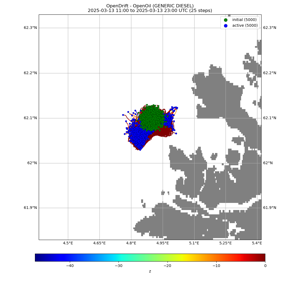 OpenDrift - OpenOil (GENERIC DIESEL)
2025-03-13 11:00 to 2025-03-13 23:00 UTC (25 steps)
initial (5000)
active (5000)
62.3°N 62.3°N
62.2°N 62.2°N
62.1°N 62.1°N
62°N 62°N
61.9°N 61.9°N
4.5°E 4.65°E 4.8°E 4.95°E 5.1°E 5.25°E 5.4°E
−40 −30 −20 −10 0
z